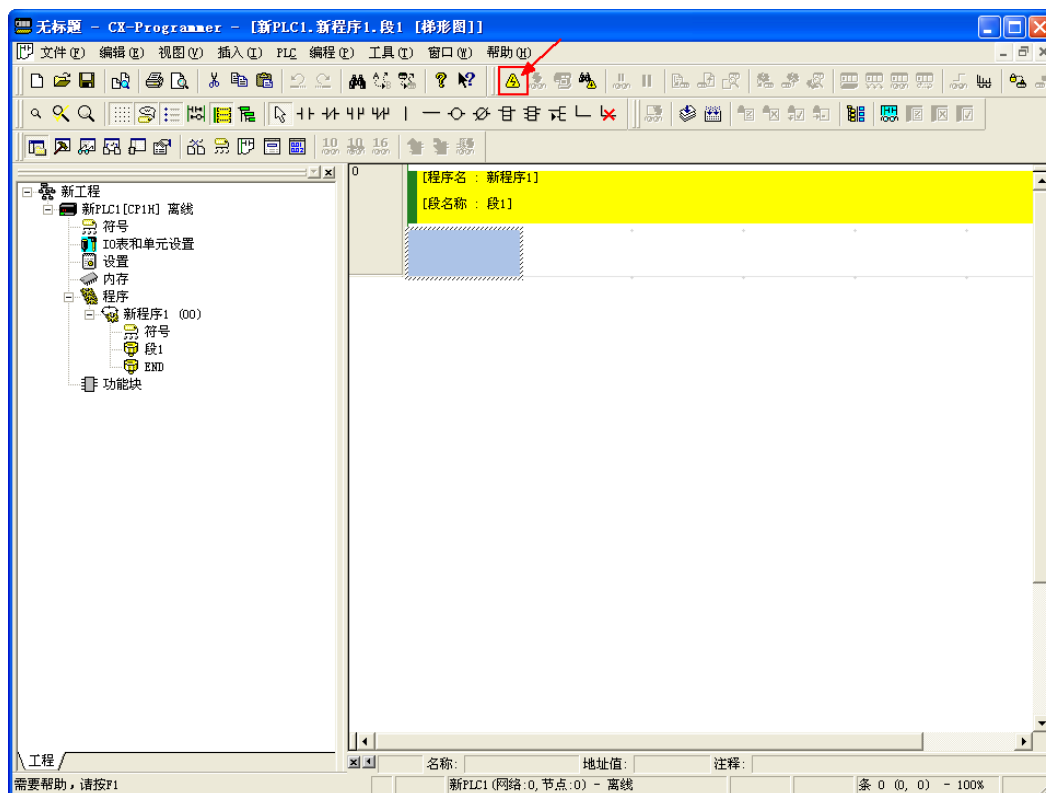 无标题 - CX-Programmer - [新PLC1.新程序1.段1 [梯形图]]
文件(F) 编辑(E) 视图(V) 插入(I) PLC 编程(P) 工具(T) 窗口(W) 帮助(H)
10 10 16
新工程
新PLC1[CP1H] 离线
符号
IO表和单元设置
设置
内存
程序
新程序1 (00)
符号
段1
END
功能块
0
[程序名 : 新程序1]
[段名称 : 段1]
工程
名称: 地址值: 注释:
需要帮助,请按F1
新PLC1(网络:0,节点:0) - 离线
条 0 (0, 0) - 100%